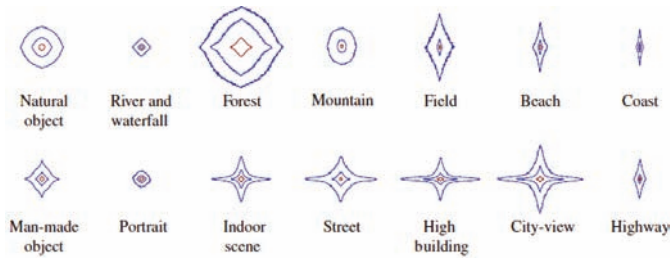 Natural object
River and waterfall
Forest
Mountain
Field
Beach
Coast
Man-made object
Portrait
Indoor scene
Street
High building
City-view
Highway